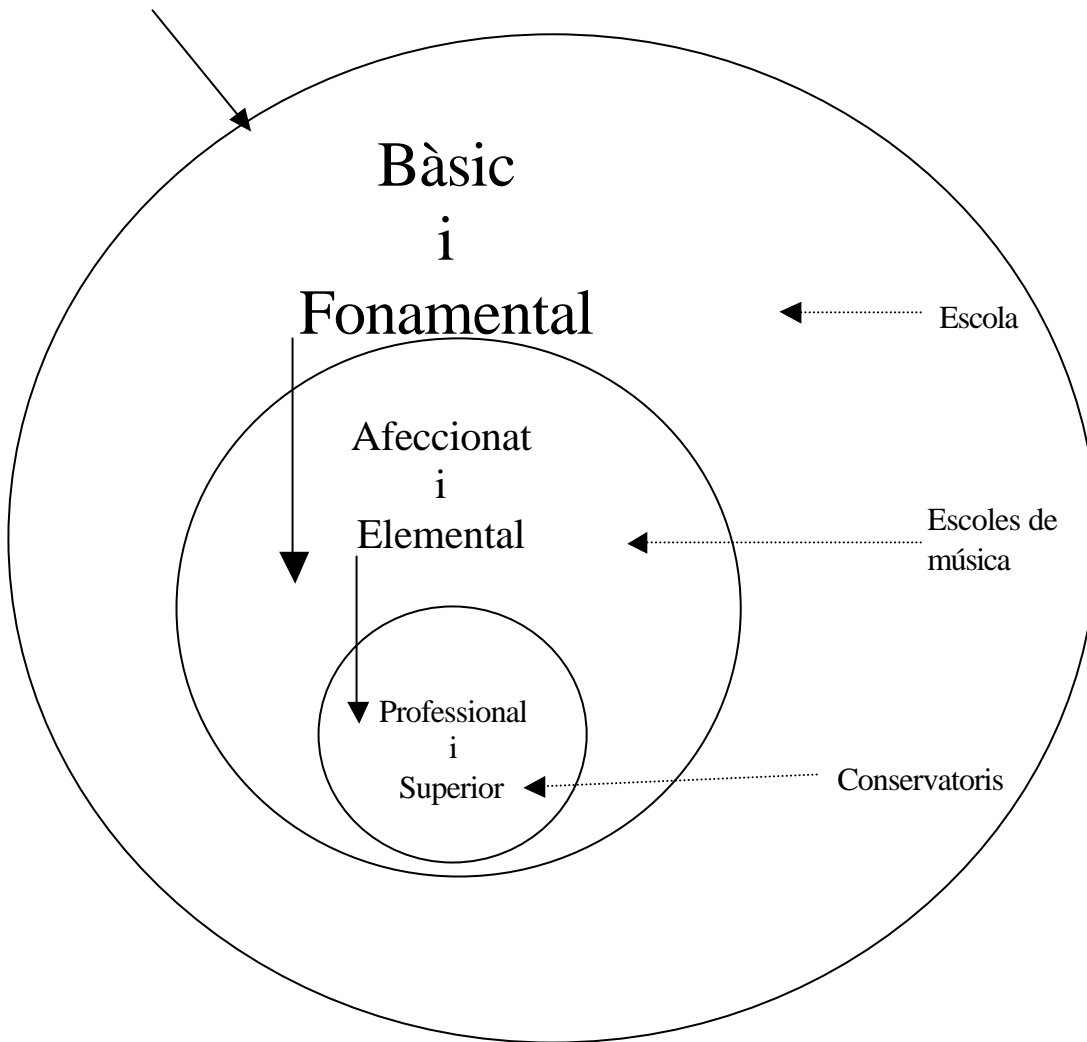 Bàsic
i
Fonamental
Escola
Afeccionat
i
Elemental
Escoles de
música
Professional
i
Superior
Conservatoris